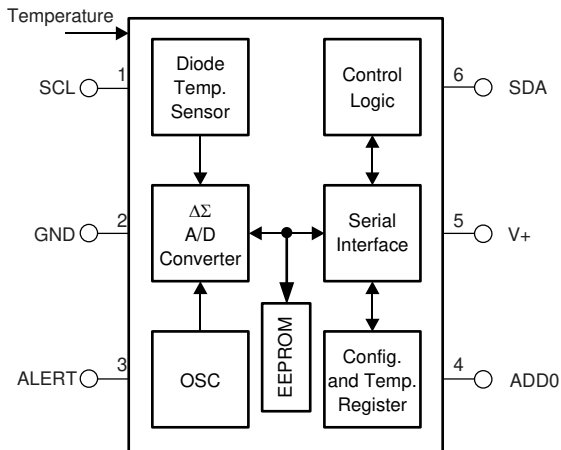 Temperature
1
SCL
Diode
Temp.
Sensor
Control
Logic
6
SDA
2
GND
ΔΣ
A/D
Converter
Serial
Interface
5
V+
3
ALERT
OSC
EEPROM
Config.
and Temp.
Register
4
ADD0